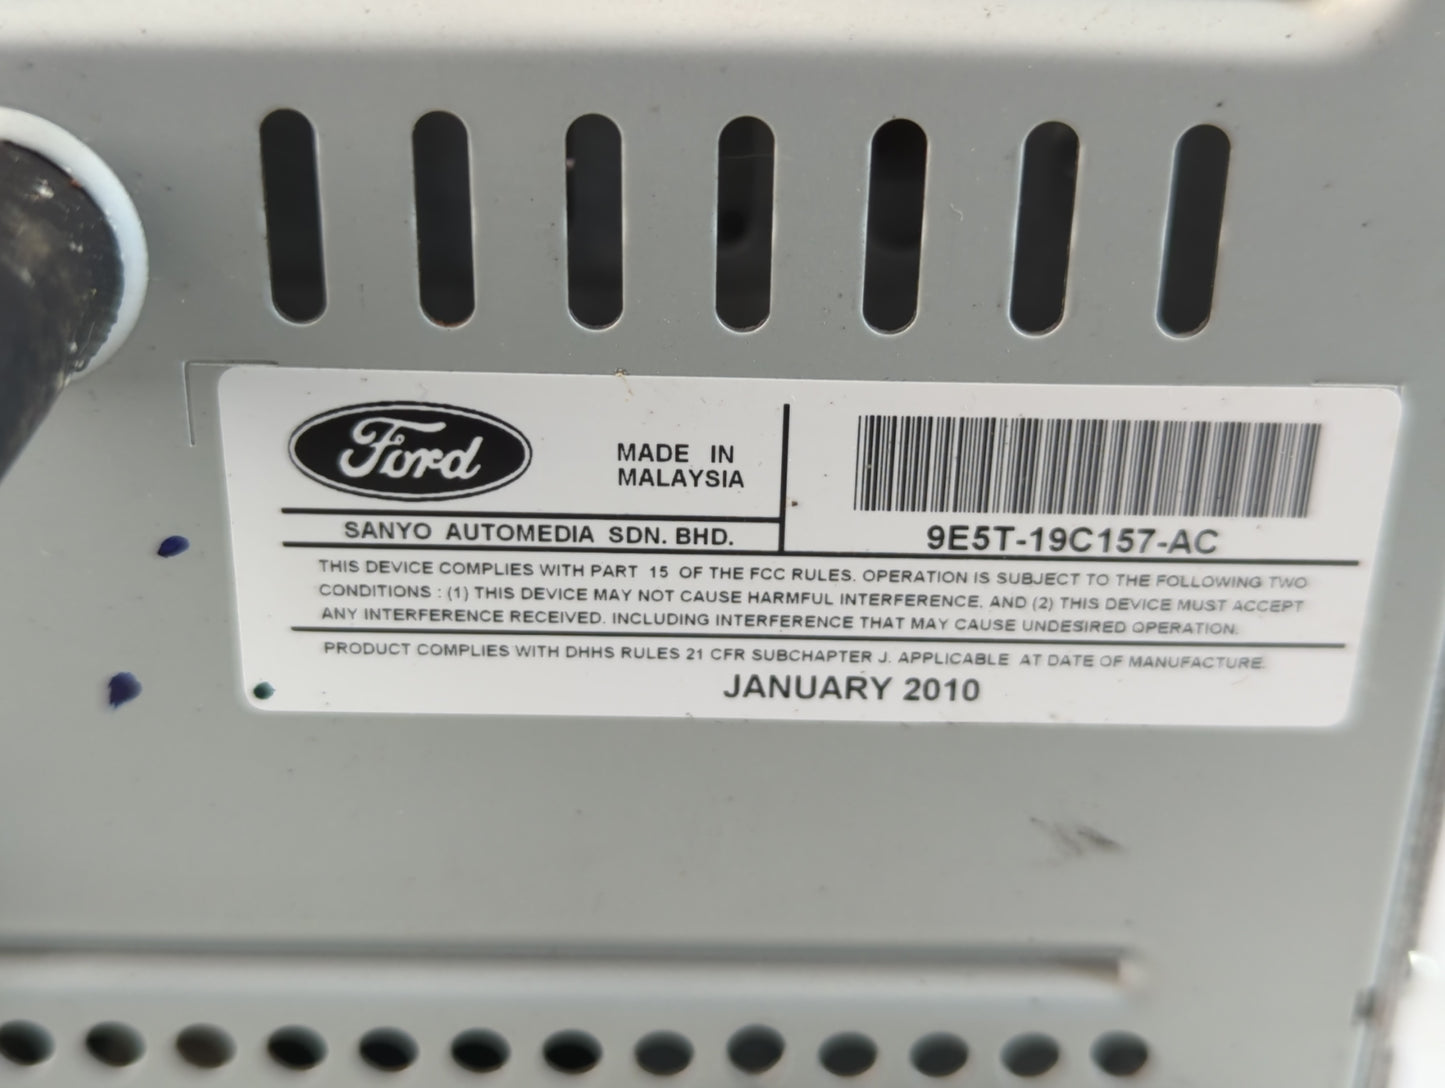 Ford
MADE IN
MALAYSIA
SANYO AUTOMEDIA SDN. BHD.
9E5T-19C157-AC
THIS DEVICE COMPLIES WITH PART 15 OF THE FCC RULES. OPERATION IS SUBJECT TO THE FOLLOWING TWO
CONDITIONS : (1) THIS DEVICE MAY NOT CAUSE HARMFUL INTERFERENCE. AND (2) THIS DEVICE MUST ACCEPT
ANY INTERFERENCE RECEIVED. INCLUDING INTERFERENCE THAT MAY CAUSE UNDESIRED OPERATION.
PRODUCT COMPLIES WITH DHHS RULES 21 CFR SUBCHAPTER J. APPLICABLE AT DATE OF MANUFACTURE.
JANUARY 2010